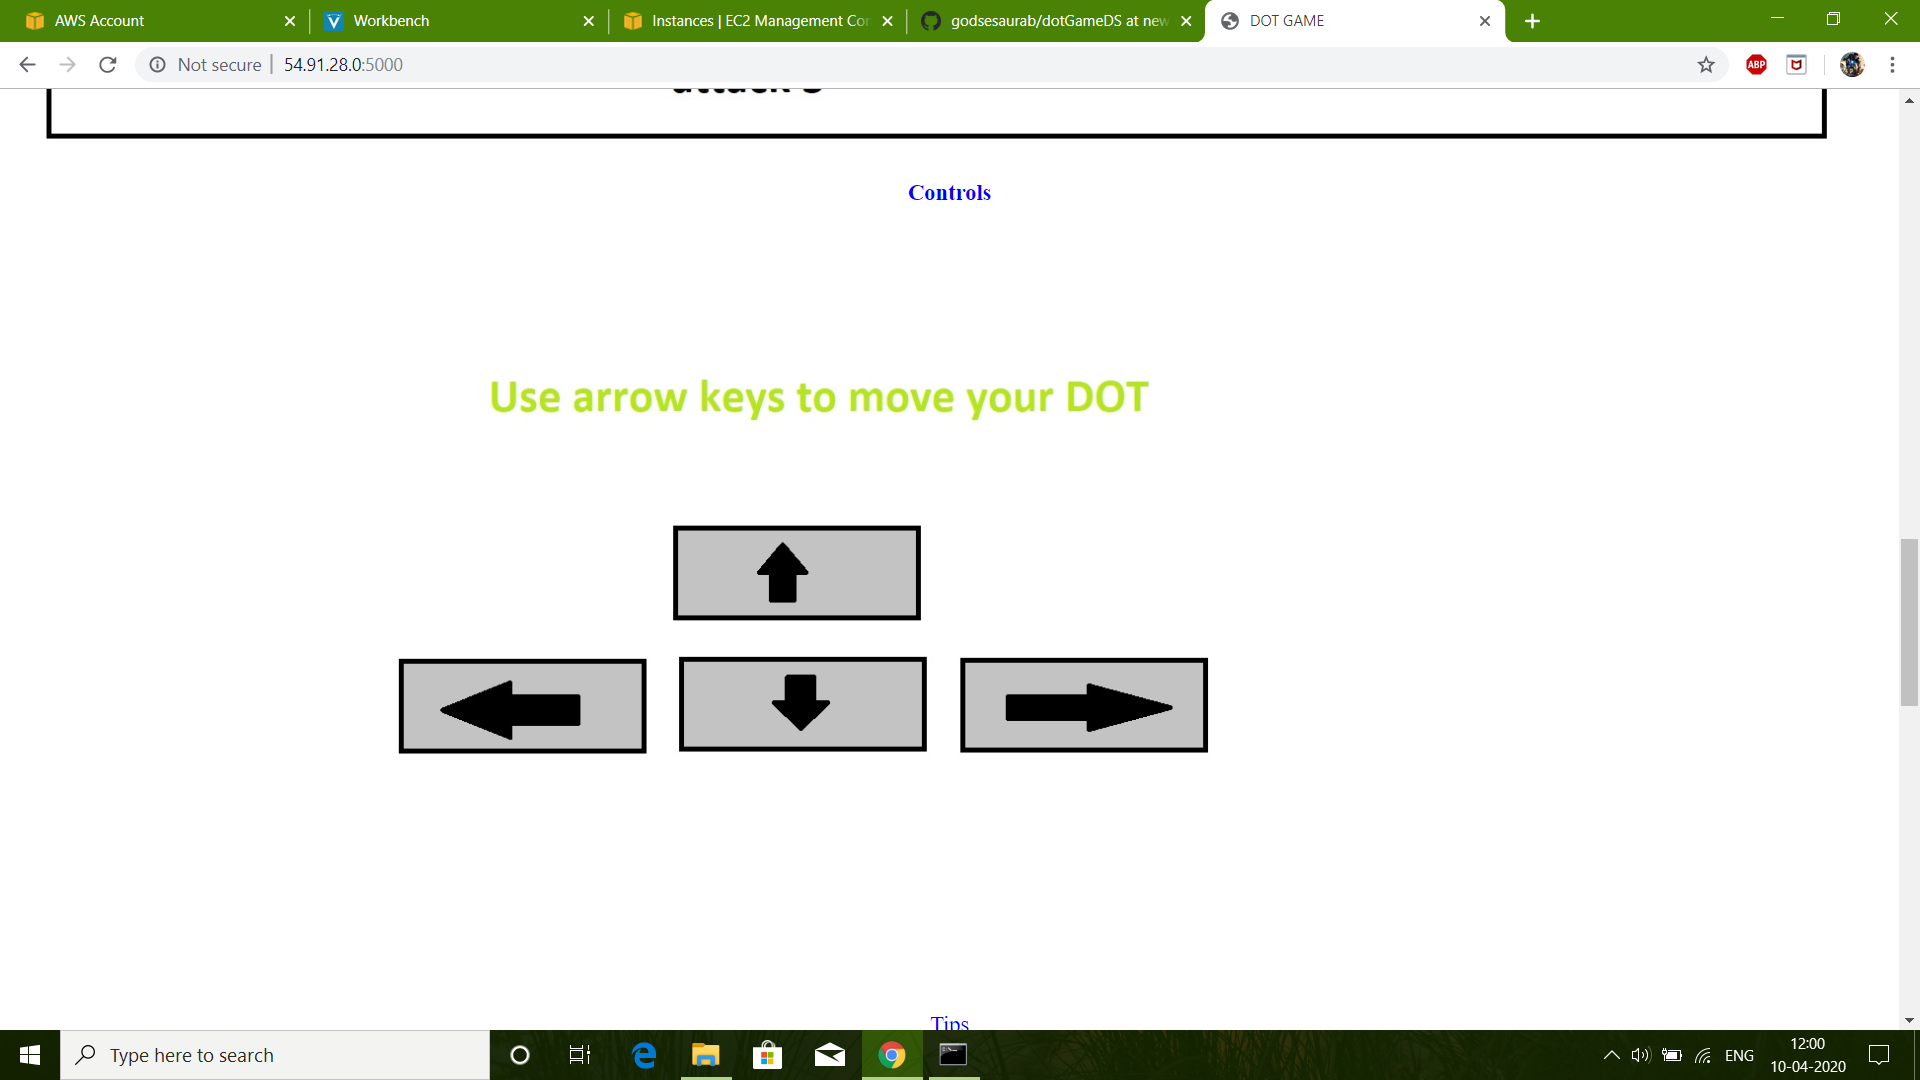 AWS Account
Workbench
Instances | EC2 Management Con
godsesaurab/dotGameDS at new
DOT GAME
Not secure | 54.91.28.0:5000
ABP
Controls
Use arrow keys to move your DOT
Tips
Type here to search
ENG
12:00
10-04-2020